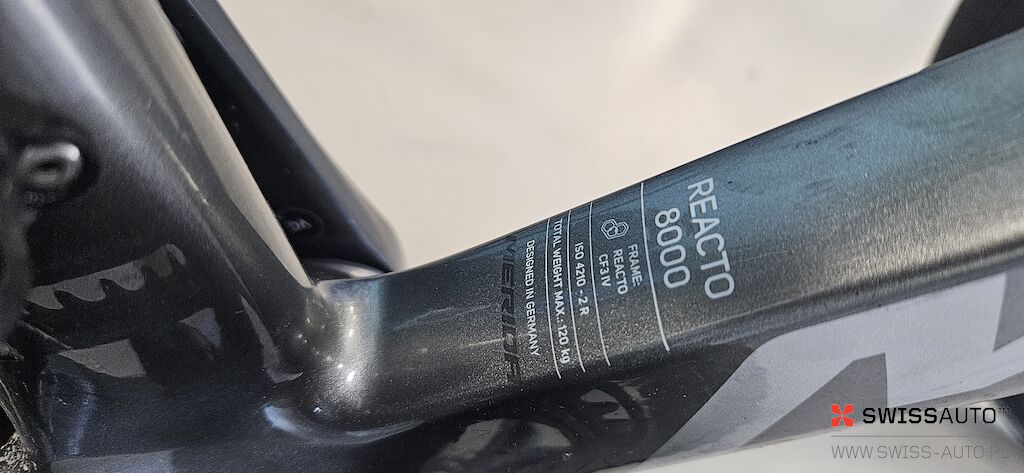 REACTO
8000
FRAME:
REACTO
CF3 IV
ISO 4210 - 2 R
TOTAL WEIGHT MAX.: 120 kg
DESIGNED IN GERMANY
MERIDA
SWISSAUTO
WWW.SWISS-AUTO.PL